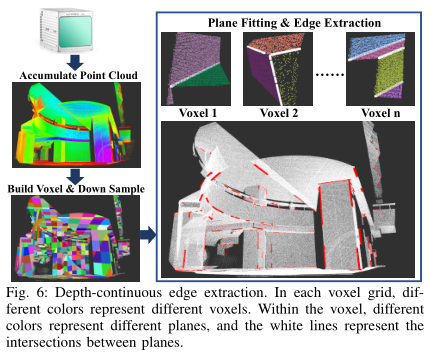 Plane Fitting & Edge Extraction
Accumulate Point Cloud
Voxel 1
Voxel 2
......
Voxel n
Build Voxel & Down Sample
Fig. 6: Depth-continuous edge extraction. In each voxel grid, dif-
ferent colors represent different voxels. Within the voxel, different
colors represent different planes, and the white lines represent the
intersections between planes.